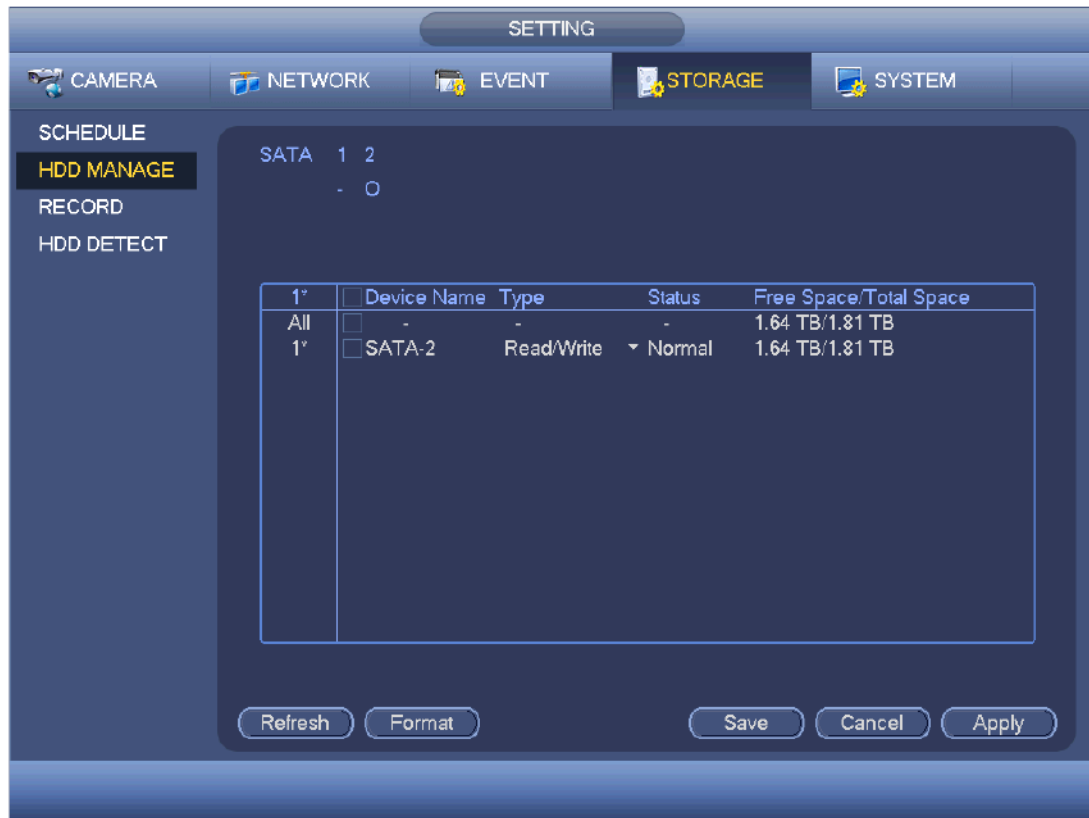 SETTING
CAMERA NETWORK EVENT STORAGE SYSTEM
SCHEDULE
HDD MANAGE
RECORD
HDD DETECT
SATA 1 2
- O
1* Device Name Type Status Free Space/Total Space
All - - - 1.64 TB/1.81 TB
1* SATA-2 Read/Write Normal 1.64 TB/1.81 TB
Refresh Format Save Cancel Apply